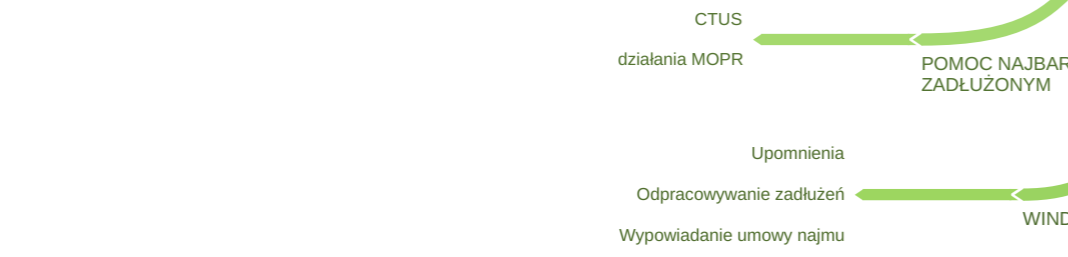 CTUS
działania MOPR
POMOC NAJBAR
ZADŁUŻONYM
Upomnienia
Odpracowywanie zadłużeń
Wypowiadanie umowy najmu
WIND